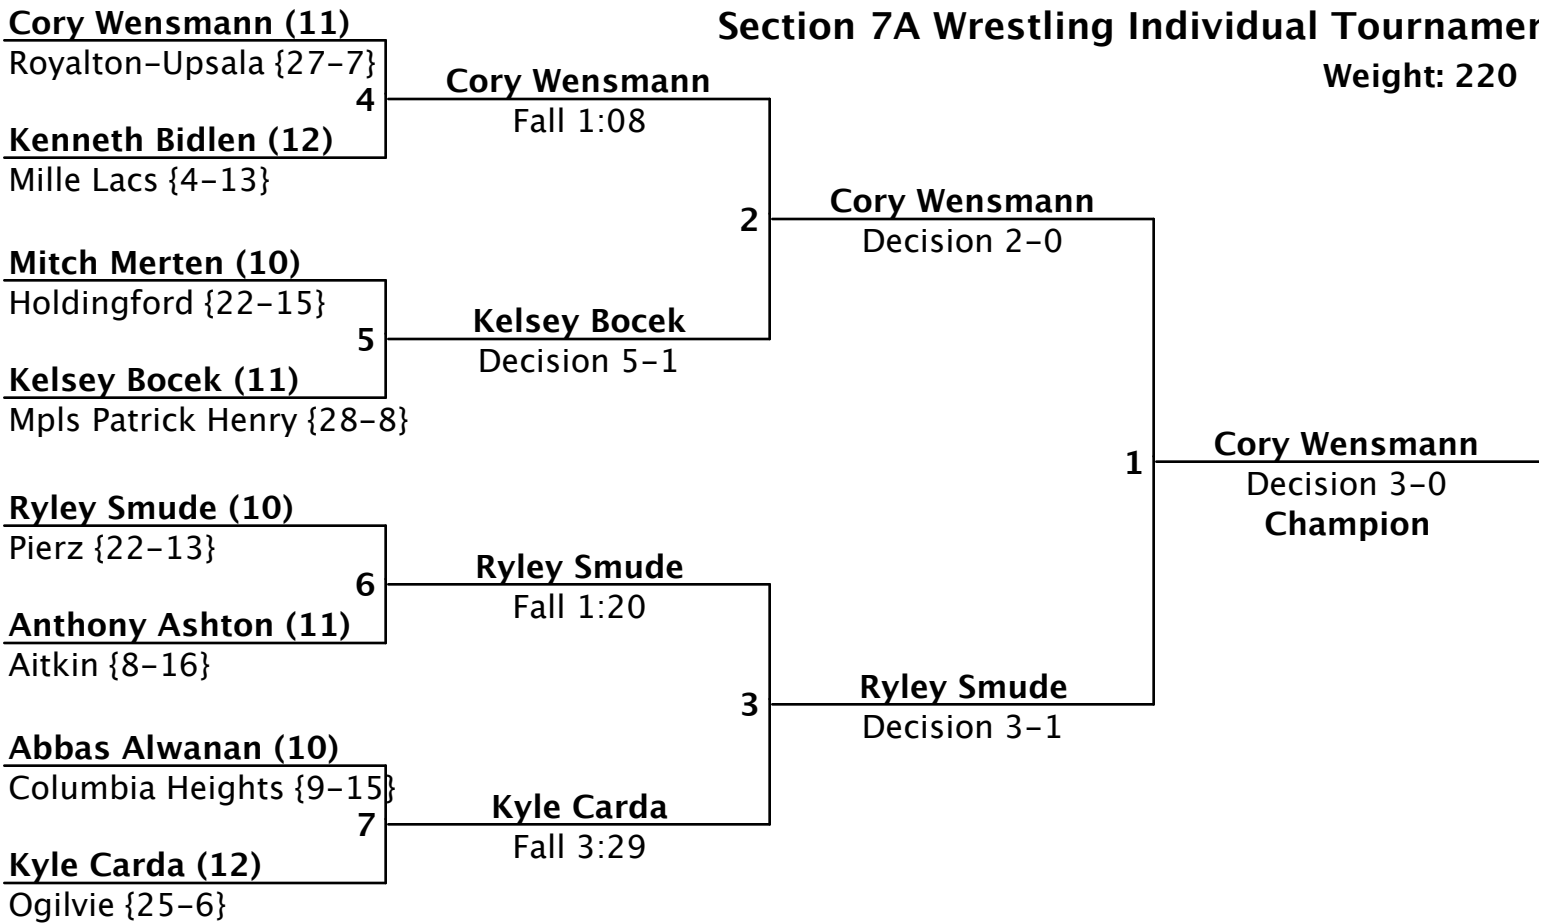 Section 7A Wrestling Individual Tournamen
Weight: 220
Cory Wensmann (11)
Royalton-Upsala {27-7}
4
Kenneth Bidlen (12)
Mille Lacs {4-13}
Mitch Merten (10)
Holdingford {22-15}
5
Kelsey Bocek (11)
Mpls Patrick Henry {28-8}
Ryley Smude (10)
Pierz {22-13}
6
Anthony Ashton (11)
Aitkin {8-16}
Abbas Alwanan (10)
Columbia Heights {9-15}
7
Kyle Carda (12)
Ogilvie {25-6}
Cory Wensmann
Fall 1:08
2
Kelsey Bocek
Decision 5-1
Ryley Smude
Fall 1:20
3
Kyle Carda
Fall 3:29
Cory Wensmann
Decision 2-0
1
Ryley Smude
Decision 3-1
Cory Wensmann
Decision 3-0
Champion